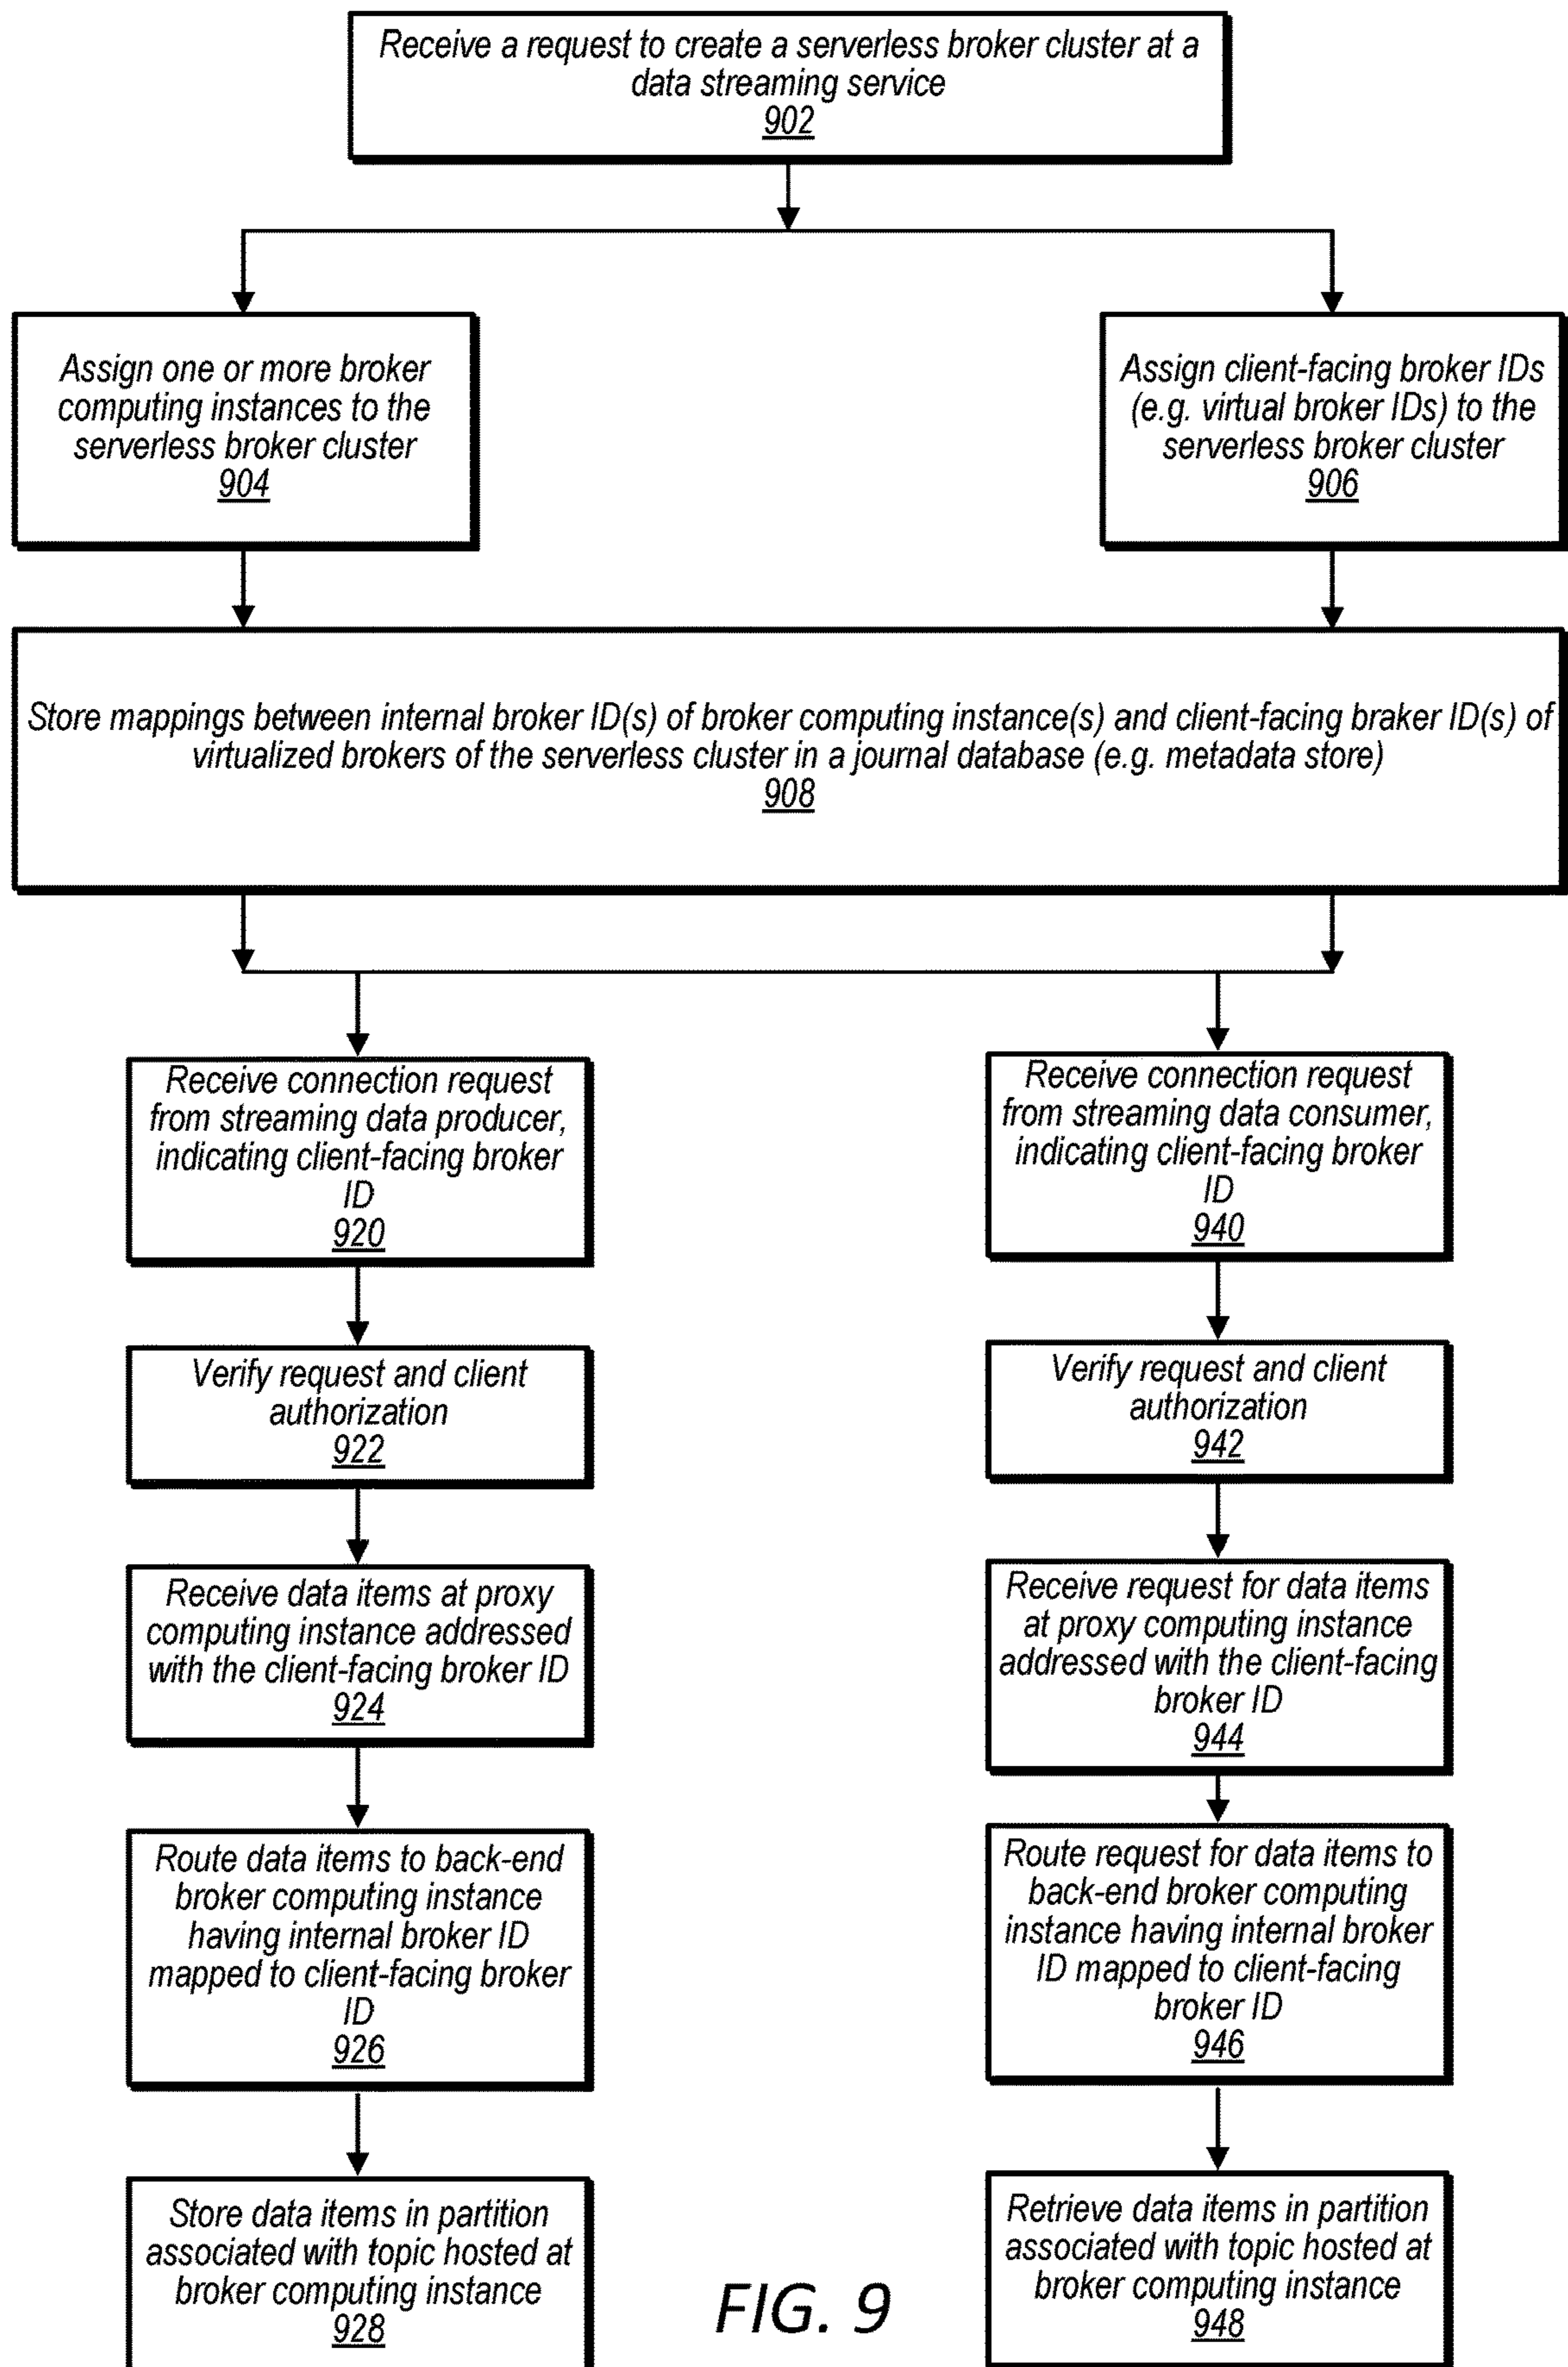 Receive a request to create a serverless broker cluster at a
data streaming service
902
Assign one or more broker
computing instances to the
serverless broker cluster
904
Assign client-facing broker IDs
(e.g. virtual broker IDs) to the
serverless broker cluster
906
Store mappings between internal broker ID(s) of broker computing instance(s) and client-facing braker ID(s) of
virtualized brokers of the serverless cluster in a journal database (e.g. metadata store)
908
Receive connection request
from streaming data producer,
indicating client-facing broker
ID
920
Verify request and client
authorization
922
Receive data items at proxy
computing instance addressed
with the client-facing broker ID
924
Route data items to back-end
broker computing instance
having internal broker ID
mapped to client-facing broker
ID
926
Store data items in partition
associated with topic hosted at
broker computing instance
928
Receive connection request
from streaming data consumer,
indicating client-facing broker
ID
940
Verify request and client
authorization
942
Receive request for data items
at proxy computing instance
addressed with the client-facing
broker ID
944
Route request for data items to
back-end broker computing
instance having internal broker
ID mapped to client-facing
broker ID
946
Retrieve data items in partition
associated with topic hosted at
broker computing instance
948
FIG. 9